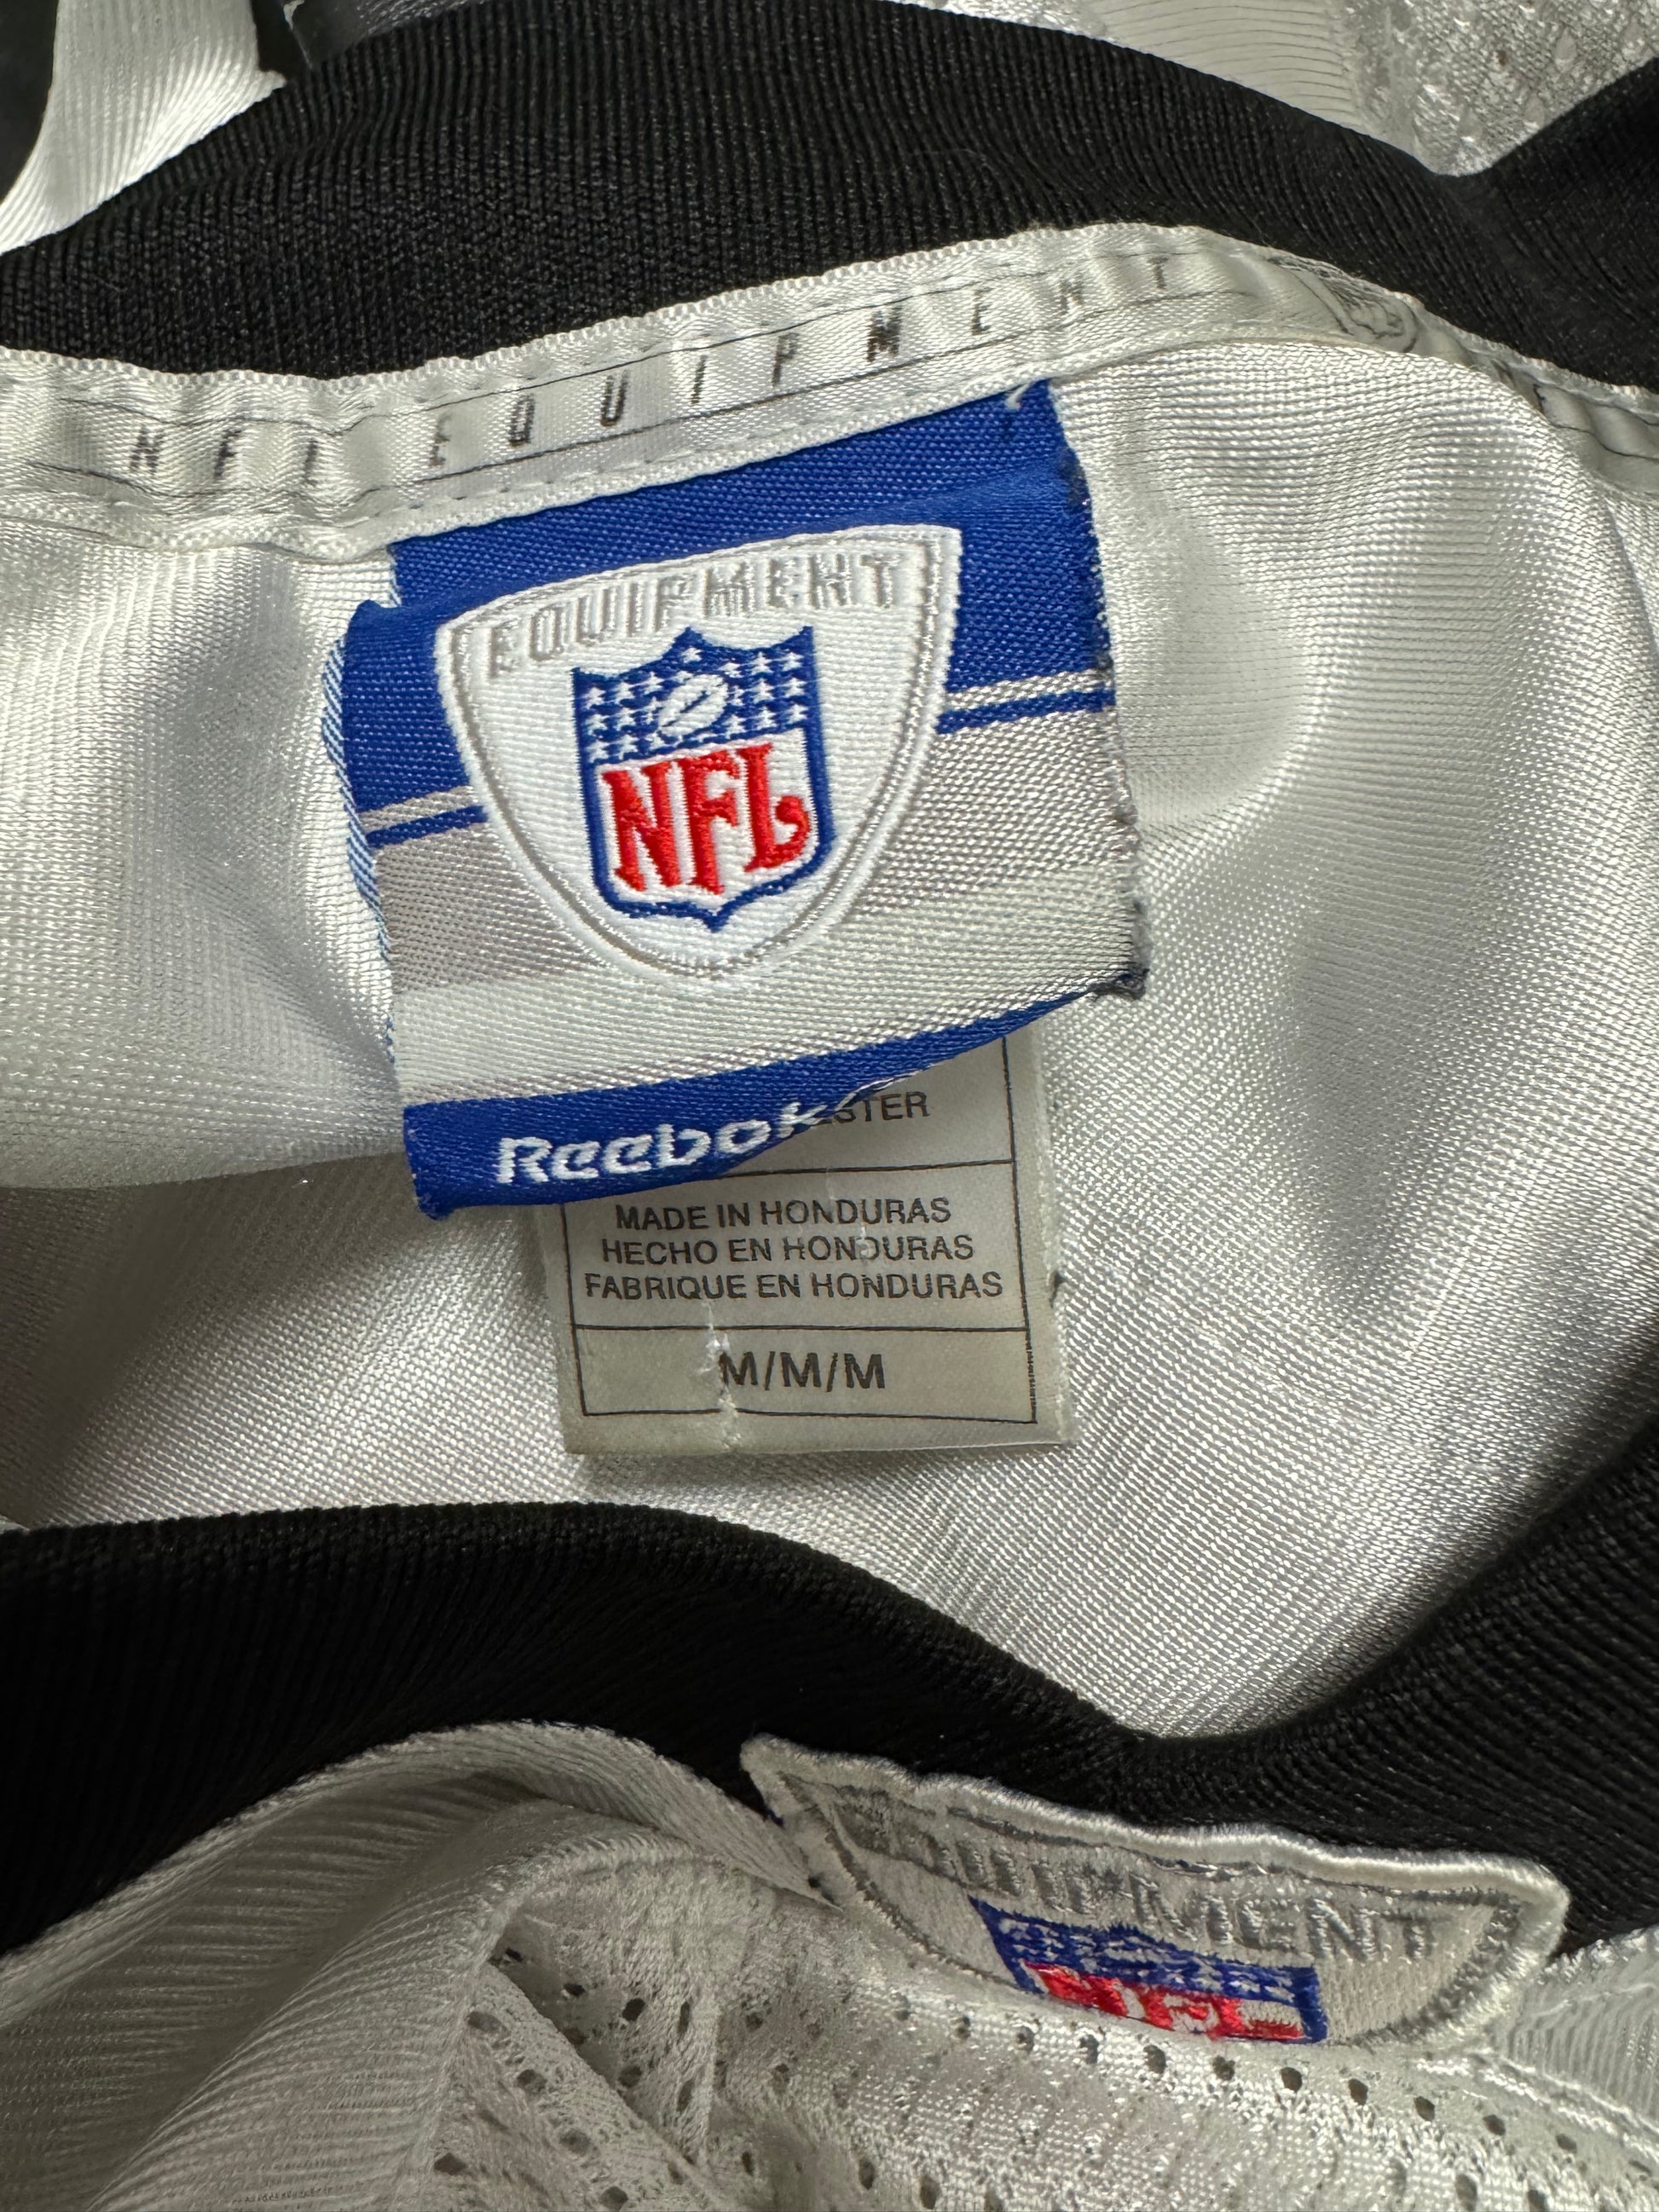 NFL EQUIPMENT
EQUIPMENT
NFL
Reebok
MADE IN HONDURAS
HECHO EN HONDURAS
FABRIQUE EN HONDURAS
M/M/M
EQUIPMENT
NFL